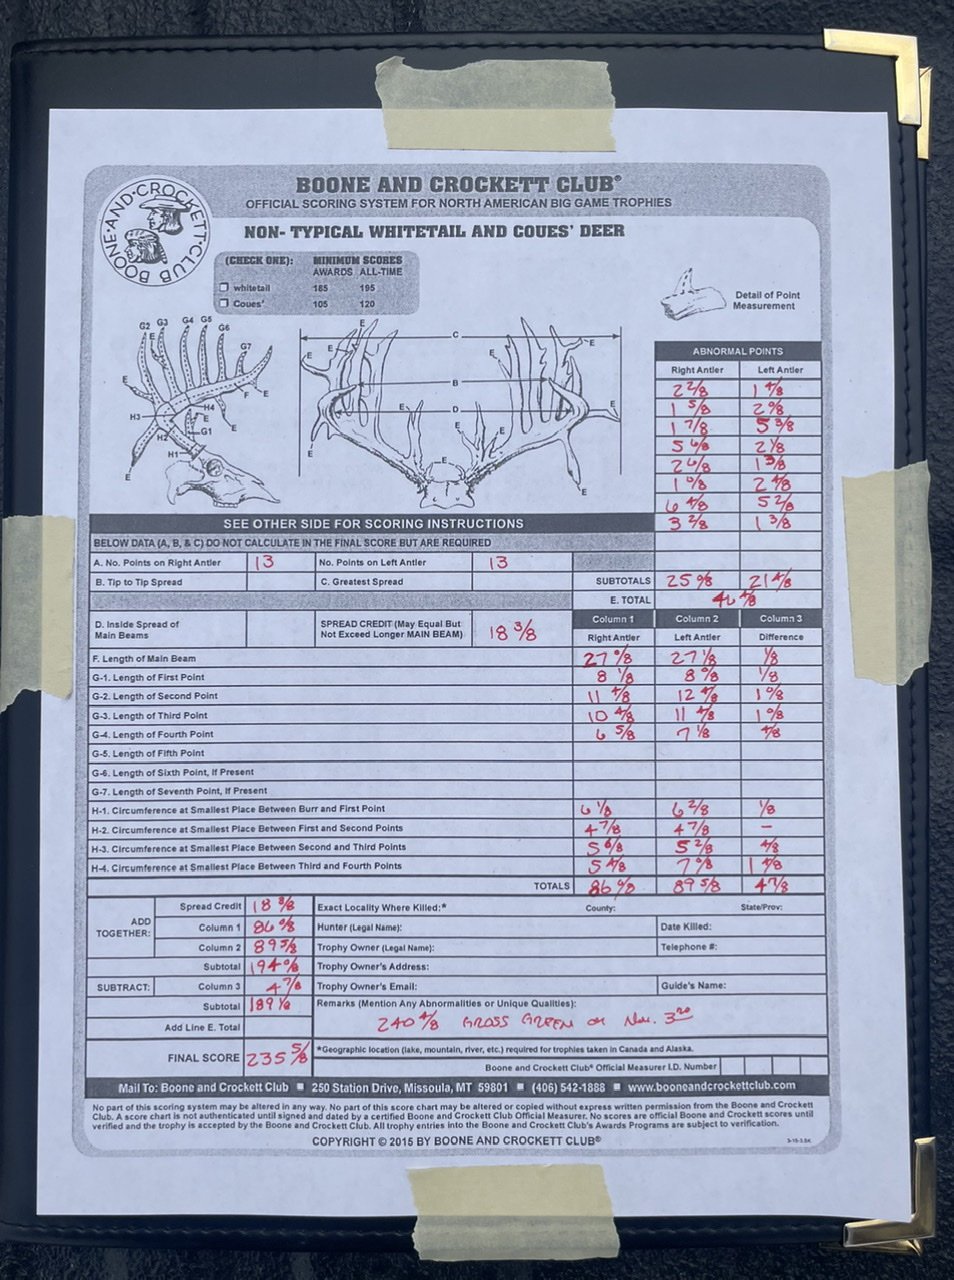 BOONE AND CROCKETT CLUB®
OFFICIAL SCORING SYSTEM FOR NORTH AMERICAN BIG GAME TROPHIES
BOONE·AND·CROCKETT·CLUB
NON- TYPICAL WHITETAIL AND COUES' DEER
(CHECK ONE): MINIMUM SCORES
AWARDS ALL-TIME
whitetail 185 195
Coues' 105 120
Detail of Point
Measurement
G2 G3 G4 G5 G6 G7
E E E F E
H3 H4 E G1 E
H2 H1 E
E C E
E E E
B
E D E
E E E
E E
ABNORMAL POINTS
Right Antler Left Antler
2 2/8 1 4/8
1 5/8 2 0/8
1 7/8 5 3/8
5 6/8 2 1/8
2 6/8 1 3/8
1 0/8 2 4/8
6 4/8 5 2/8
3 2/8 1 3/8
SEE OTHER SIDE FOR SCORING INSTRUCTIONS
BELOW DATA (A, B, & C) DO NOT CALCULATE IN THE FINAL SCORE BUT ARE REQUIRED
A. No. Points on Right Antler 13 No. Points on Left Antler 13
B. Tip to Tip Spread C. Greatest Spread SUBTOTALS 25 0/8 21 4/8
E. TOTAL 46 4/8
D. Inside Spread of
Main Beams
SPREAD CREDIT (May Equal But
Not Exceed Longer MAIN BEAM) 18 3/8
Column 1 Column 2 Column 3
Right Antler Left Antler Difference
F. Length of Main Beam 27 0/8 27 1/8 1/8
G-1. Length of First Point 8 1/8 8 0/8 1/8
G-2. Length of Second Point 11 4/8 12 4/8 1 0/8
G-3. Length of Third Point 10 4/8 11 4/8 1 0/8
G-4. Length of Fourth Point 6 5/8 7 1/8 4/8
G-5. Length of Fifth Point
G-6. Length of Sixth Point, If Present
G-7. Length of Seventh Point, If Present
H-1. Circumference at Smallest Place Between Burr and First Point 6 1/8 6 2/8 1/8
H-2. Circumference at Smallest Place Between First and Second Points 4 7/8 4 7/8 –
H-3. Circumference at Smallest Place Between Second and Third Points 5 6/8 5 2/8 4/8
H-4. Circumference at Smallest Place Between Third and Fourth Points 5 4/8 7 0/8 1 4/8
TOTALS 86 0/8 89 5/8 4 7/8
ADD
TOGETHER:
Spread Credit 18 3/8 Exact Locality Where Killed:* County: State/Prov:
Column 1 86 0/8 Hunter (Legal Name): Date Killed:
Column 2 89 5/8 Trophy Owner (Legal Name): Telephone #:
Subtotal 194 0/8 Trophy Owner's Address:
SUBTRACT: Column 3 4 7/8 Trophy Owner's Email: Guide's Name:
Subtotal 189 1/8 Remarks (Mention Any Abnormalities or Unique Qualities):
240 4/8 GROSS GREEN on Nov. 3rd
Add Line E. Total
FINAL SCORE 235 5/8
*Geographic location (lake, mountain, river, etc.) required for trophies taken in Canada and Alaska.
Boone and Crockett Club® Official Measurer I.D. Number
Mail To: Boone and Crockett Club ■ 250 Station Drive, Missoula, MT 59801 ■ (406) 542-1888 ■ www.booneandcrockettclub.com
No part of this scoring system may be altered in any way. No part of this score chart may be altered or copied without express written permission from the Boone and Crockett
Club. A score chart is not authenticated until signed and dated by a certified Boone and Crockett Club Official Measurer. No scores are official Boone and Crockett scores until
verified and the trophy is accepted by the Boone and Crockett Club. All trophy entries into the Boone and Crockett Club's Awards Programs are subject to verification.
COPYRIGHT © 2015 BY BOONE AND CROCKETT CLUB®